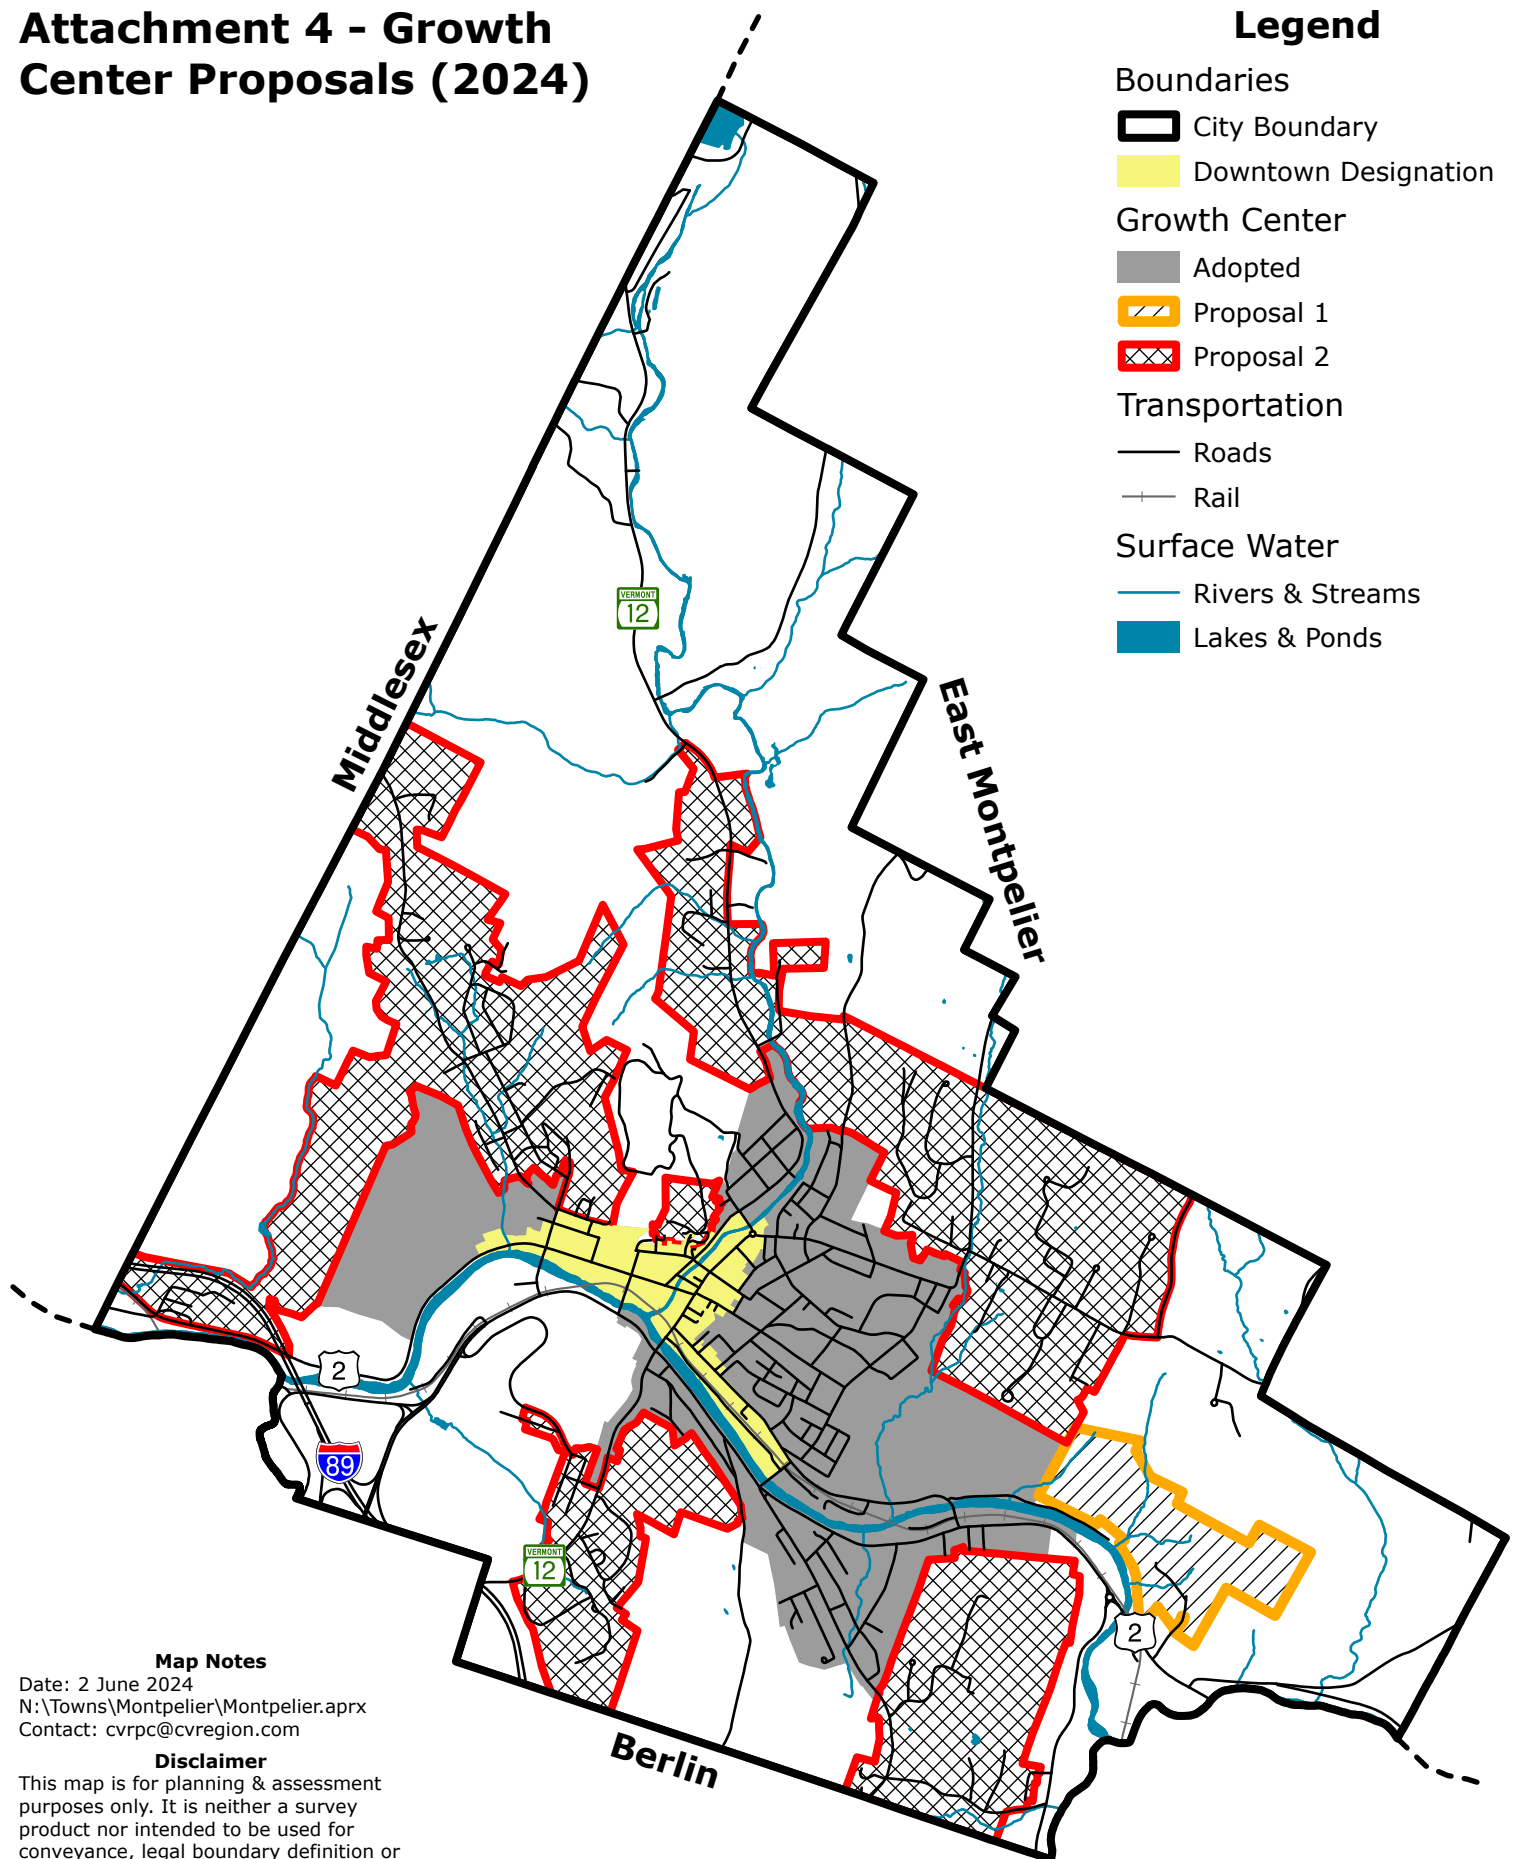 Attachment 4 - Growth
Center Proposals (2024)
Legend
Boundaries
City Boundary
Downtown Designation
Growth Center
Adopted
Proposal 1
Proposal 2
Transportation
Roads
Rail
Surface Water
Rivers & Streams
Lakes & Ponds
VERMONT
12
Middlesex
East Montpelier
2
89
VERMONT
12
2
Berlin
Map Notes
Date: 2 June 2024
N:\Towns\Montpelier\Montpelier.aprx
Contact: cvrpc@cvregion.com
Disclaimer
This map is for planning & assessment
purposes only. It is neither a survey
product nor intended to be used for
conveyance, legal boundary definition or